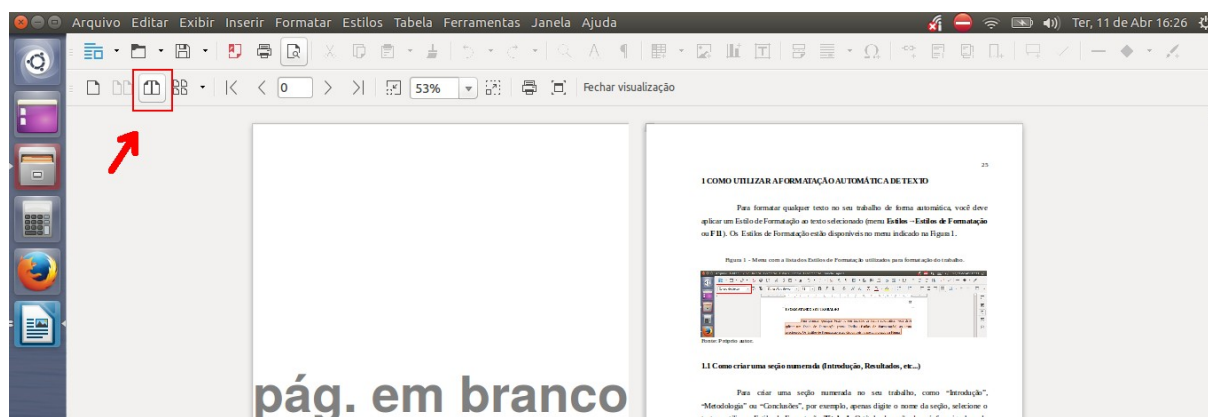 Arquivo Editar Exibir Inserir Formatar Estilos Tabela Ferramentas Janela Ajuda
Ter, 11 de Abr 16:26
0
53%
Fechar visualização
25
1 COMO UTILIZAR A FORMATAÇÃO AUTOMÁTICA DE TEXTO
Para formatar qualquer texto no seu trabalho de forma automática, você deve
aplicar um Estilo de Formatação ao texto selecionado (menu Estilos→Estilos de Formatação
ou F11). Os Estilos de Formatação estão disponíveis no menu indicado na Figura 1.
Figura 1 – Menu com a lista dos Estilos de Formatação utilizados para formatação do trabalho.
Fonte: Próprio autor.
1.1 Como criar uma seção numerada (Introdução, Resultados, etc...)
Para criar uma seção numerada no seu trabalho, como "Introdução",
"Metodologia" ou "Conclusões", por exemplo, apenas digite o nome da seção, selecione o
pág. em branco